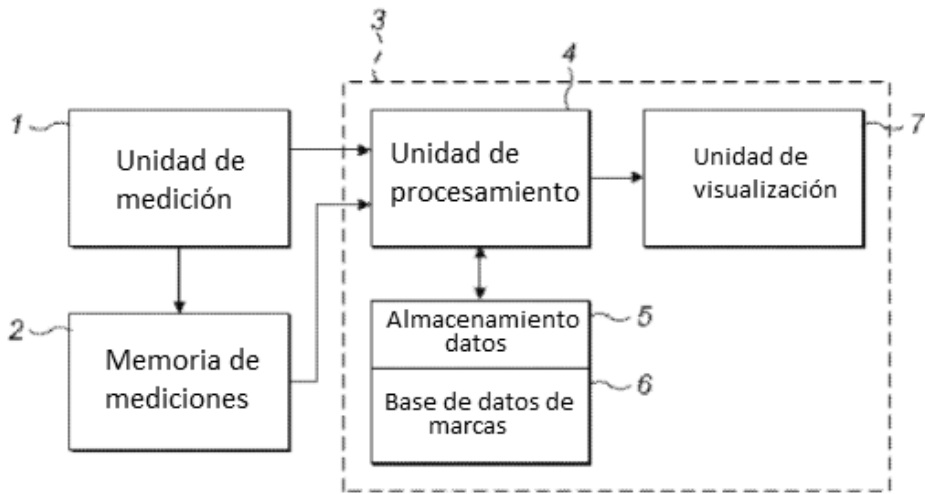 3
4
1
Unidad de
medición
Unidad de
procesamiento
7
Unidad de
visualización
2
Memoria de
mediciones
Almacenamiento
datos
5
6
Base de datos de
marcas